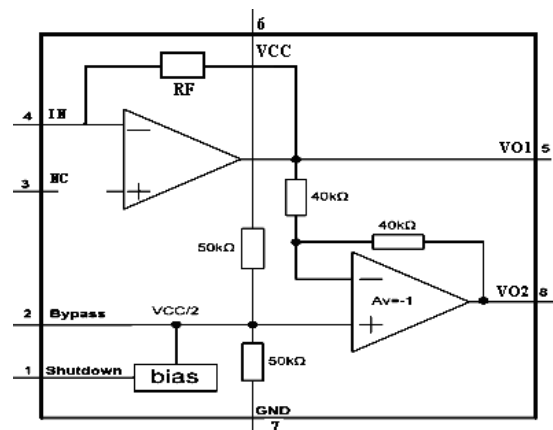 6
VCC
RF
4 IN
VO1 5
3 NC
40kΩ
40kΩ
50kΩ
Av=-1
VO2 8
2 Bypass VCC/2
1 Shutdown bias
50kΩ
GND
7